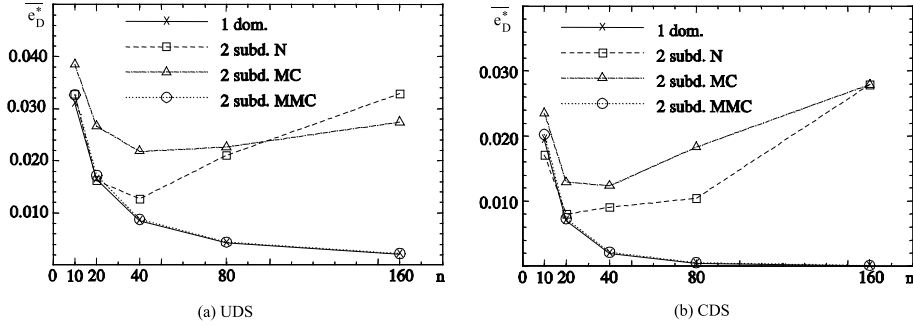 e*D
1 dom.
2 subd. N
2 subd. MC
2 subd. MMC
0.040
0.030
0.020
0.010
0 10 20 40 80 160 n
(a) UDS
e*D
1 dom.
2 subd. N
2 subd. MC
2 subd. MMC
0.030
0.020
0.010
0 10 20 40 80 160 n
(b) CDS